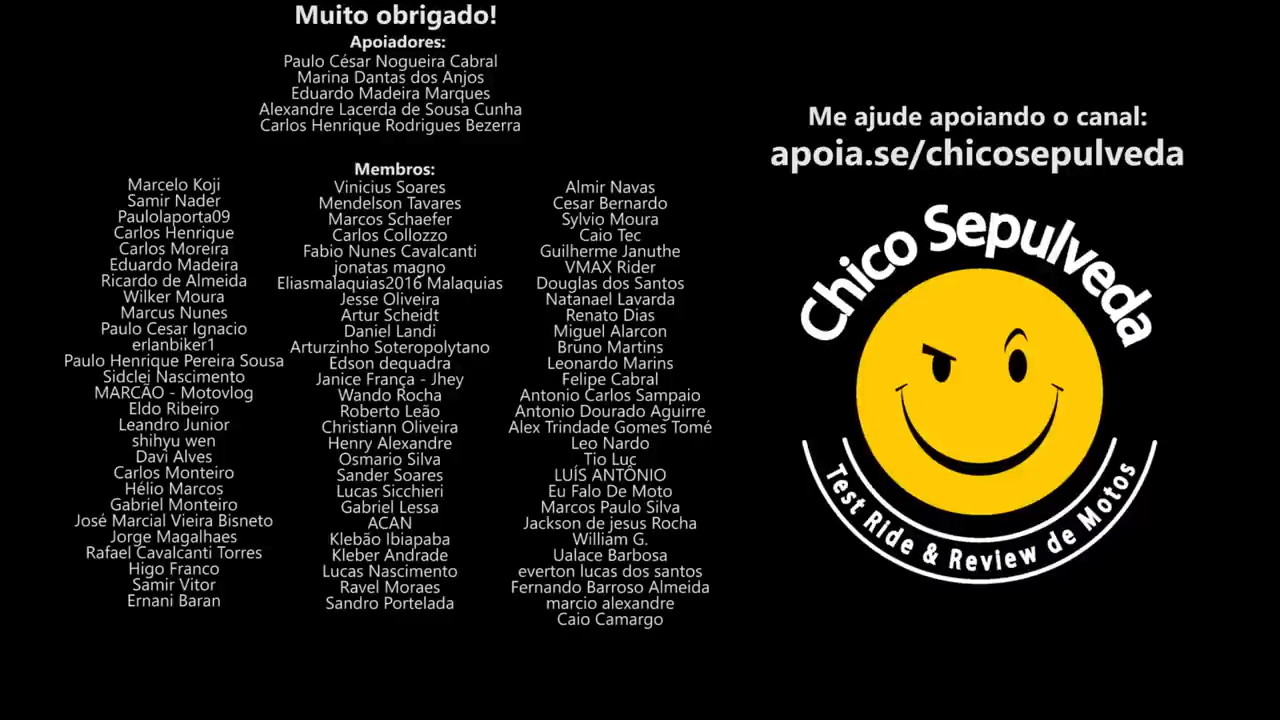 Muito obrigado!
Apoiadores:
Paulo César Nogueira Cabral
Marina Dantas dos Anjos
Eduardo Madeira Marques
Alexandre Lacerda de Sousa Cunha
Carlos Henrique Rodrigues Bezerra
Membros:
Marcelo Koji
Samir Nader
Paulolaporta09
Carlos Henrique
Carlos Moreira
Eduardo Madeira
Ricardo de Almeida
Wilker Moura
Marcus Nunes
Paulo Cesar Ignacio
erlanbiker1
Paulo Henrique Pereira Sousa
Sidclei Nascimento
MARCÃO - Motovlog
Eldo Ribeiro
Leandro Junior
shihyu wen
Davi Alves
Carlos Monteiro
Hélio Marcos
Gabriel Monteiro
José Marcial Vieira Bisneto
Jorge Magalhaes
Rafael Cavalcanti Torres
Higo Franco
Samir Vitor
Ernani Baran
Vinicius Soares
Mendelson Tavares
Marcos Schaefer
Carlos Collozzo
Fabio Nunes Cavalcanti
jonatas magno
Eliasmalaquias2016 Malaquias
Jesse Oliveira
Artur Scheidt
Daniel Landi
Arturzinho Soteropolytano
Edson dequadra
Janice França - Jhey
Wando Rocha
Roberto Leão
Christiann Oliveira
Henry Alexandre
Osmario Silva
Sander Soares
Lucas Sicchieri
Gabriel Lessa
ACAN
Klebão Ibiapaba
Kleber Andrade
Lucas Nascimento
Ravel Moraes
Sandro Portelada
Almir Navas
Cesar Bernardo
Sylvio Moura
Caio Tec
Guilherme Januthe
VMAX Rider
Douglas dos Santos
Natanael Lavarda
Renato Dias
Miguel Alarcon
Bruno Martins
Leonardo Marins
Felipe Cabral
Antonio Carlos Sampaio
Antonio Dourado Aguirre
Alex Trindade Gomes Tomé
Leo Nardo
Tio Luc
LUÍS ANTÔNIO
Eu Falo De Moto
Marcos Paulo Silva
Jackson de jesus Rocha
William G.
Ualace Barbosa
everton lucas dos santos
Fernando Barroso Almeida
marcio alexandre
Caio Camargo
Me ajude apoiando o canal:
apoia.se/chicosepulveda
Chico Sepulveda
Test Ride & Review de Motos